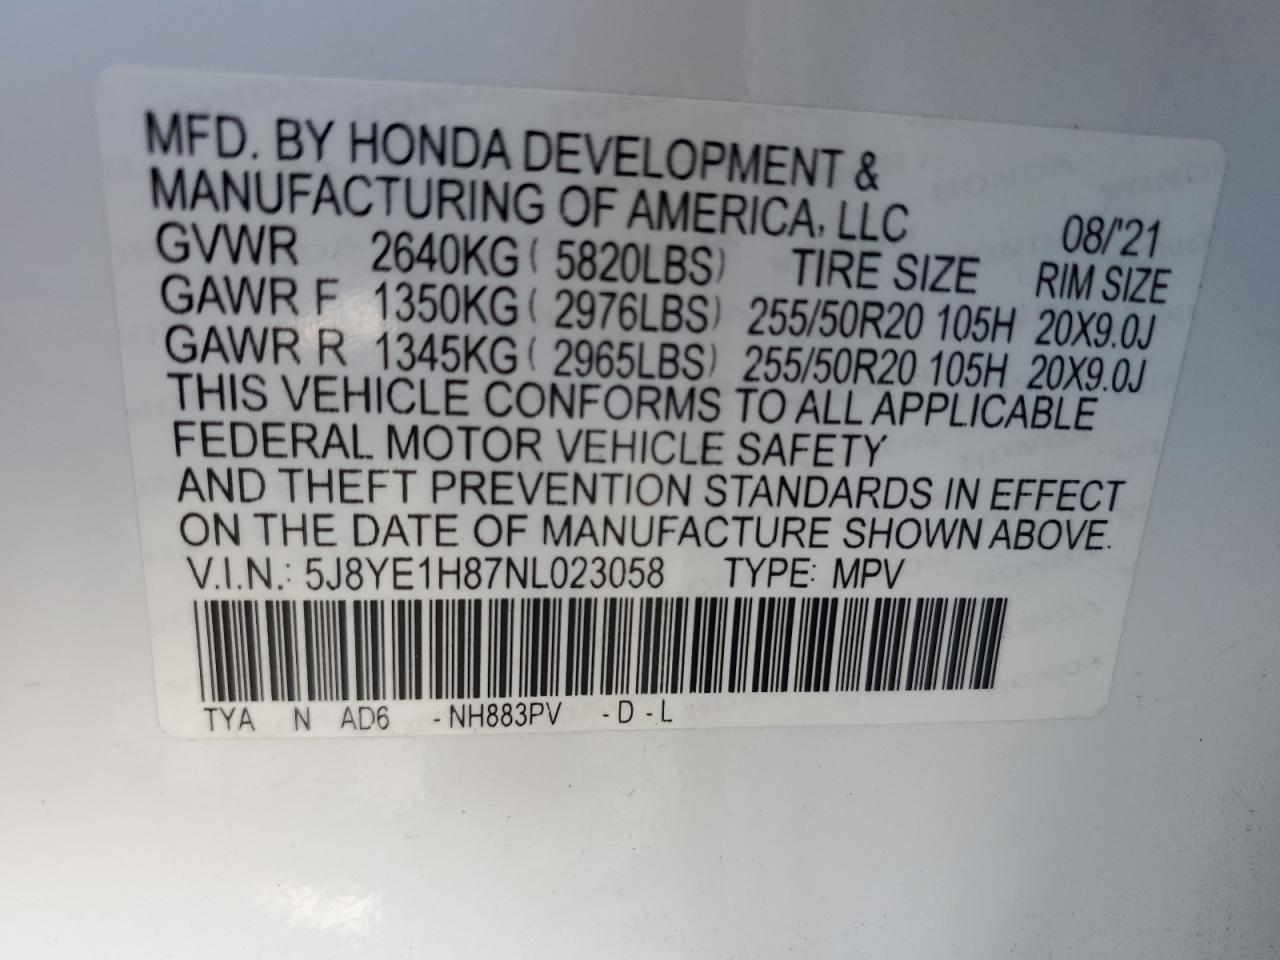 MFD. BY HONDA DEVELOPMENT &
MANUFACTURING OF AMERICA, LLC 08/'21
GVWR 2640KG ( 5820LBS) TIRE SIZE RIM SIZE
GAWR F 1350KG ( 2976LBS) 255/50R20 105H 20X9.0J
GAWR R 1345KG ( 2965LBS) 255/50R20 105H 20X9.0J
THIS VEHICLE CONFORMS TO ALL APPLICABLE
FEDERAL MOTOR VEHICLE SAFETY
AND THEFT PREVENTION STANDARDS IN EFFECT
ON THE DATE OF MANUFACTURE SHOWN ABOVE.
V.I.N.: 5J8YE1H87NL023058 TYPE: MPV
TYA N AD6 -NH883PV -D -L